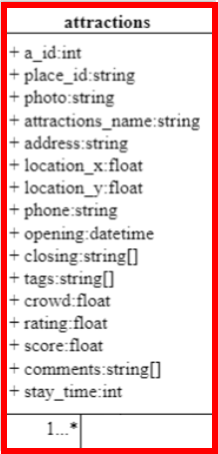 attractions
+ a_id:int
+ place_id:string
+ photo:string
+ attractions_name:string
+ address:string
+ location_x:float
+ location_y:float
+ phone:string
+ opening:datetime
+ closing:string[]
+ tags:string[]
+ crowd:float
+ rating:float
+ score:float
+ comments:string[]
+ stay_time:int
1...*